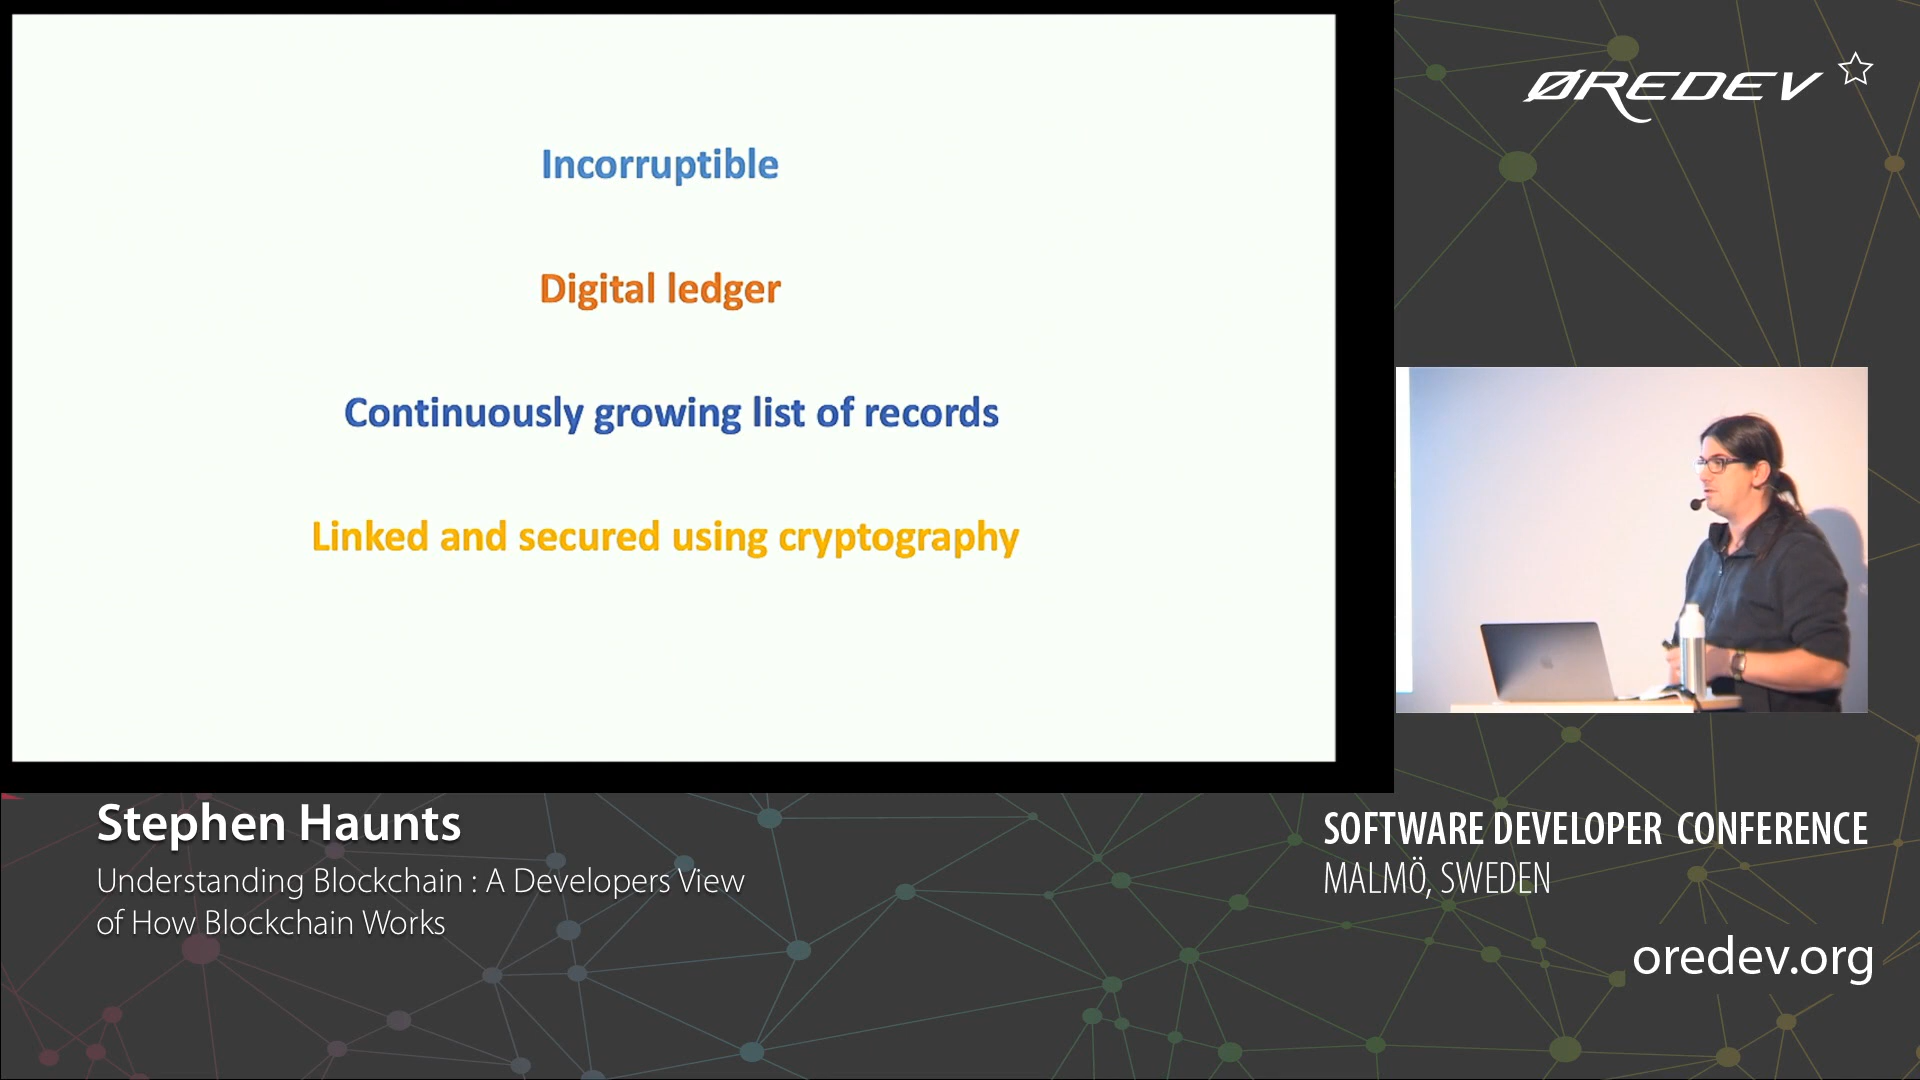 Incorruptible
Digital ledger
Continuously growing list of records
Linked and secured using cryptography
ØREDEV
Stephen Haunts
Understanding Blockchain : A Developers View
of How Blockchain Works
SOFTWARE DEVELOPER CONFERENCE
MALMÖ, SWEDEN
oredev.org